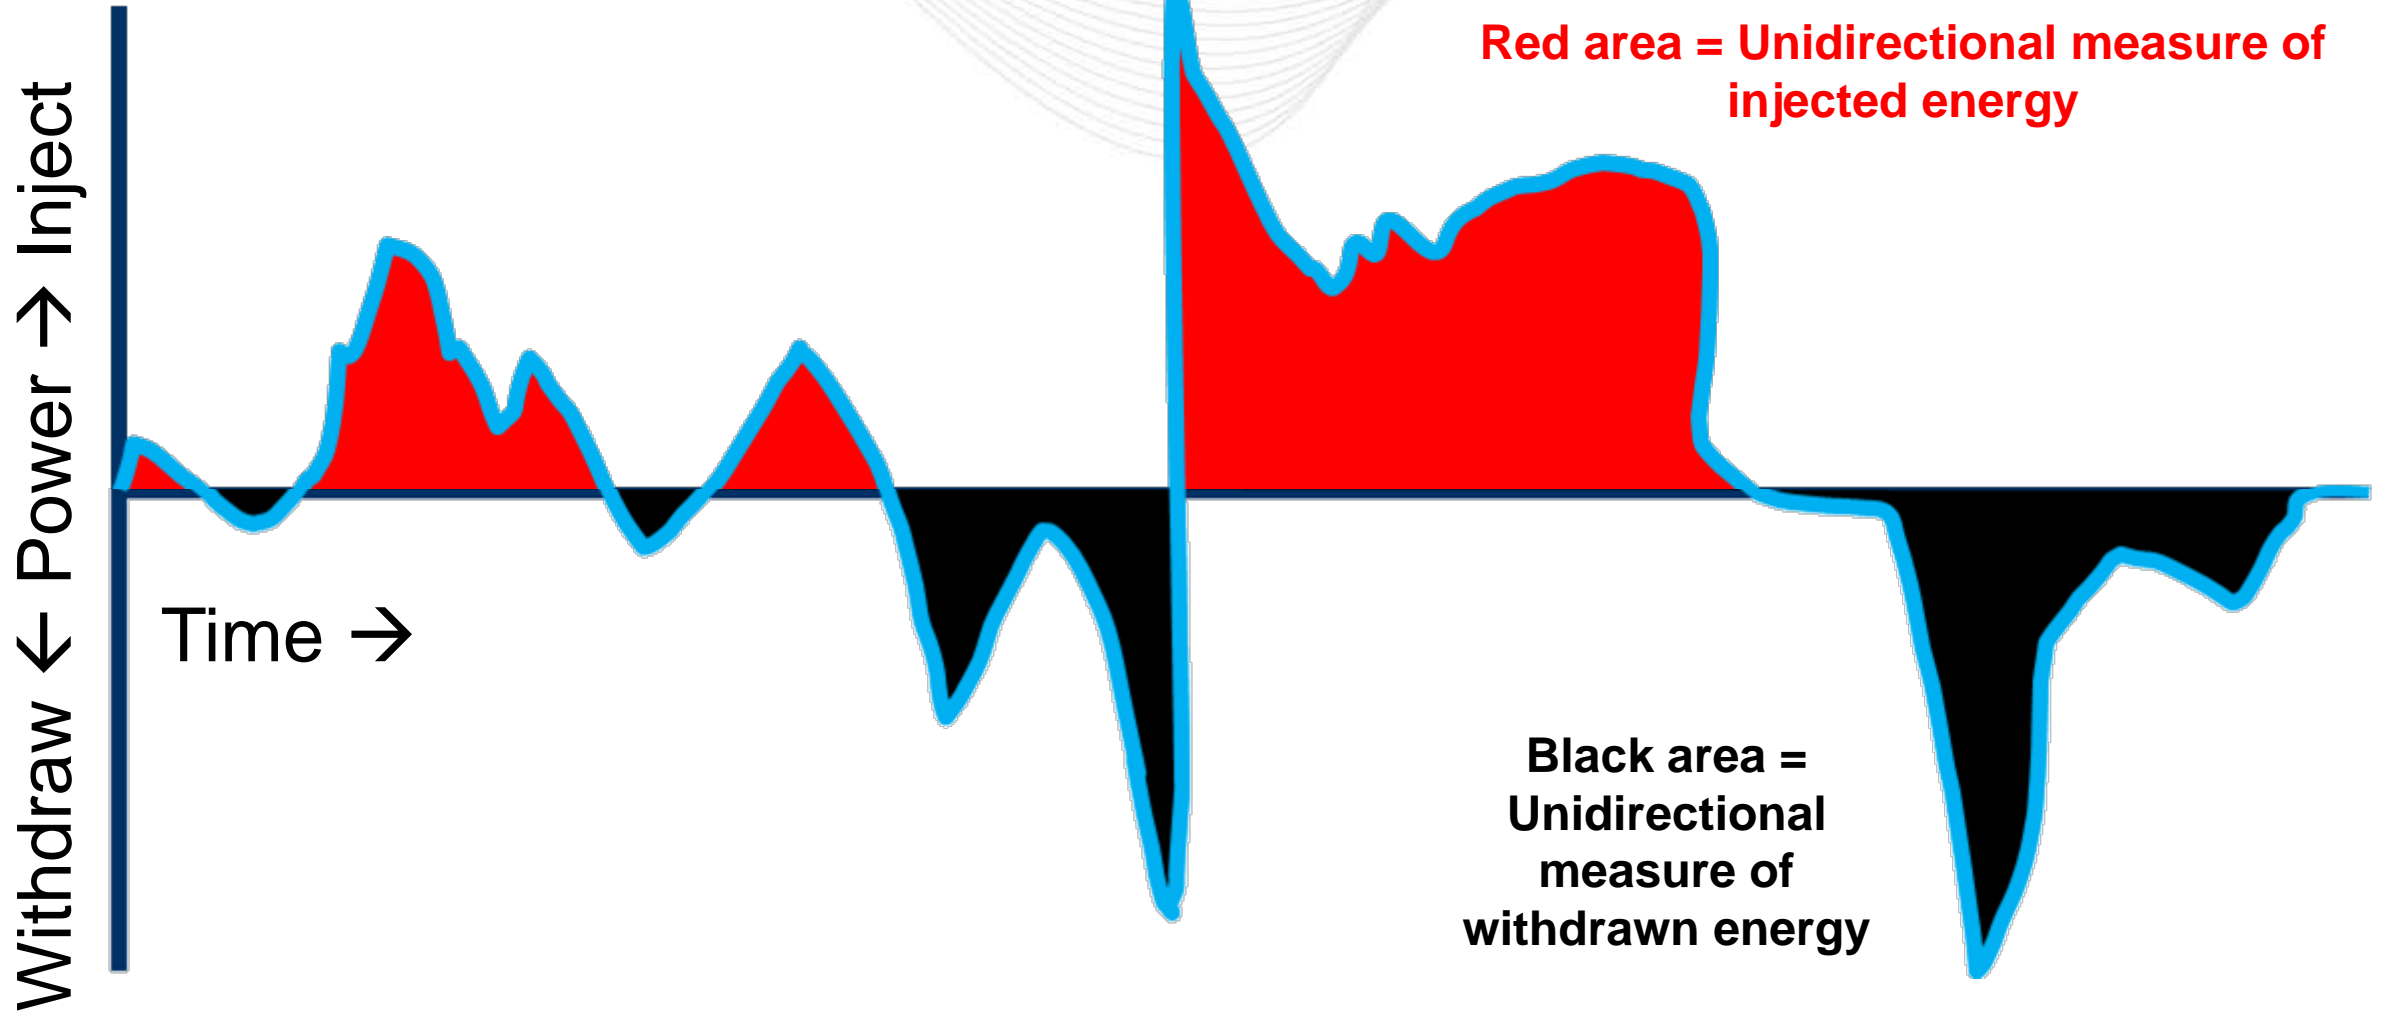 Red area = Unidirectional measure of
injected energy
Withdraw ← Power → Inject
Time →
Black area =
Unidirectional
measure of
withdrawn energy